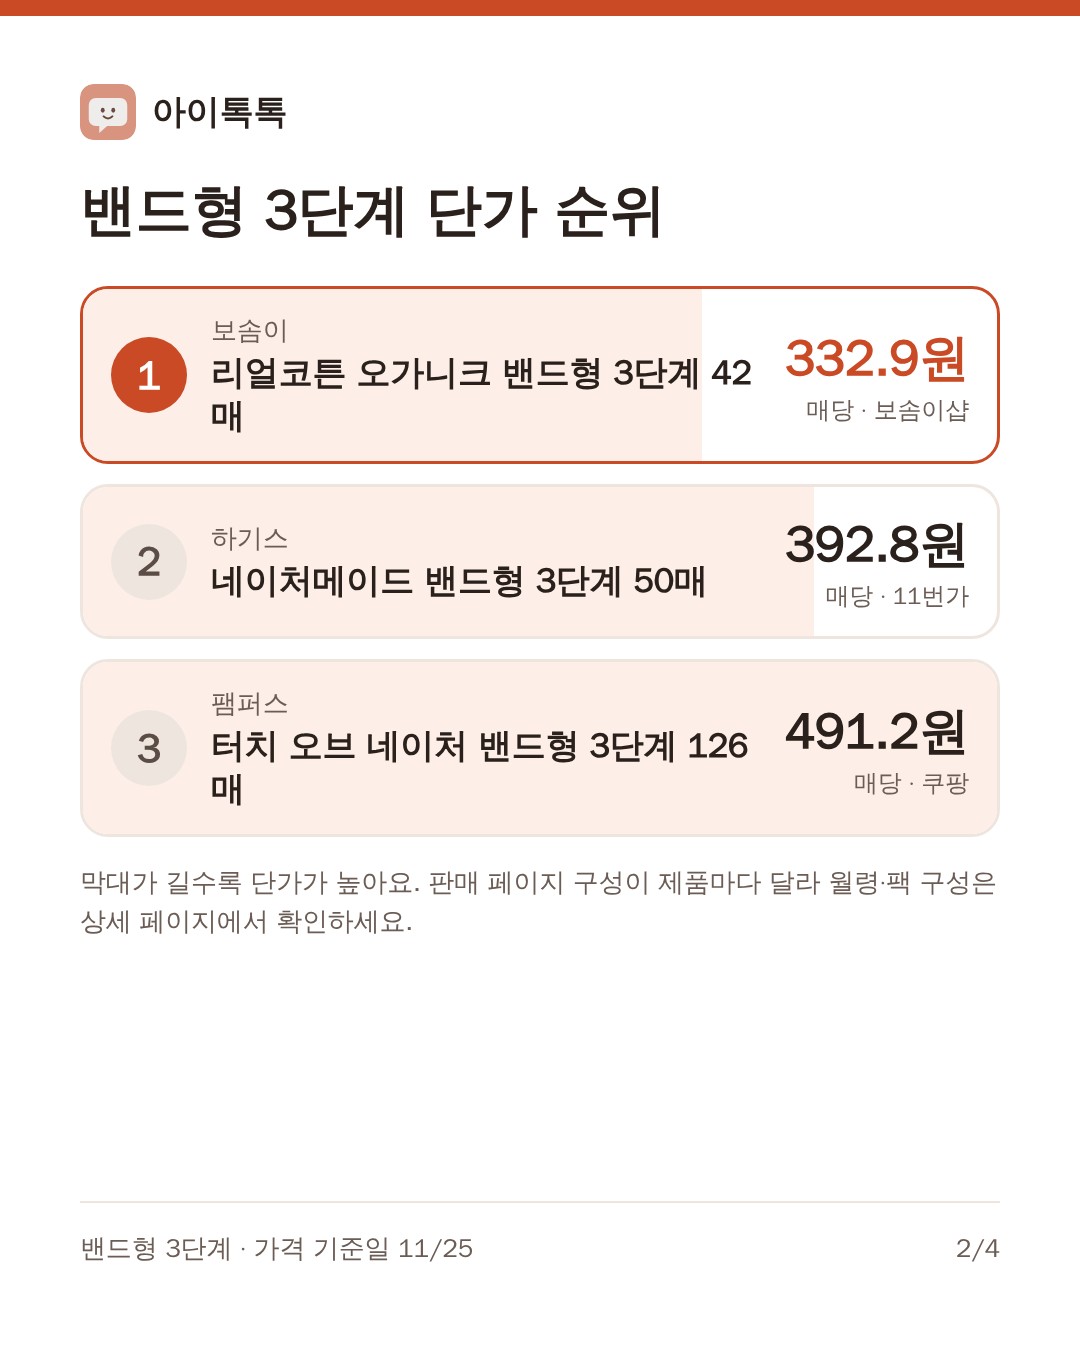 아이톡톡
밴드형 3단계 단가 순위
1
보솜이
리얼코튼 오가니크 밴드형 3단계 42
매
332.9원
매당 · 보솜이샵
2
하기스
네이처메이드 밴드형 3단계 50매
392.8원
매당 · 11번가
3
팸퍼스
터치 오브 네이처 밴드형 3단계 126
매
491.2원
매당 · 쿠팡
막대가 길수록 단가가 높아요. 판매 페이지 구성이 제품마다 달라 월령·팩 구성은
상세 페이지에서 확인하세요.
밴드형 3단계 · 가격 기준일 11/25
2/4